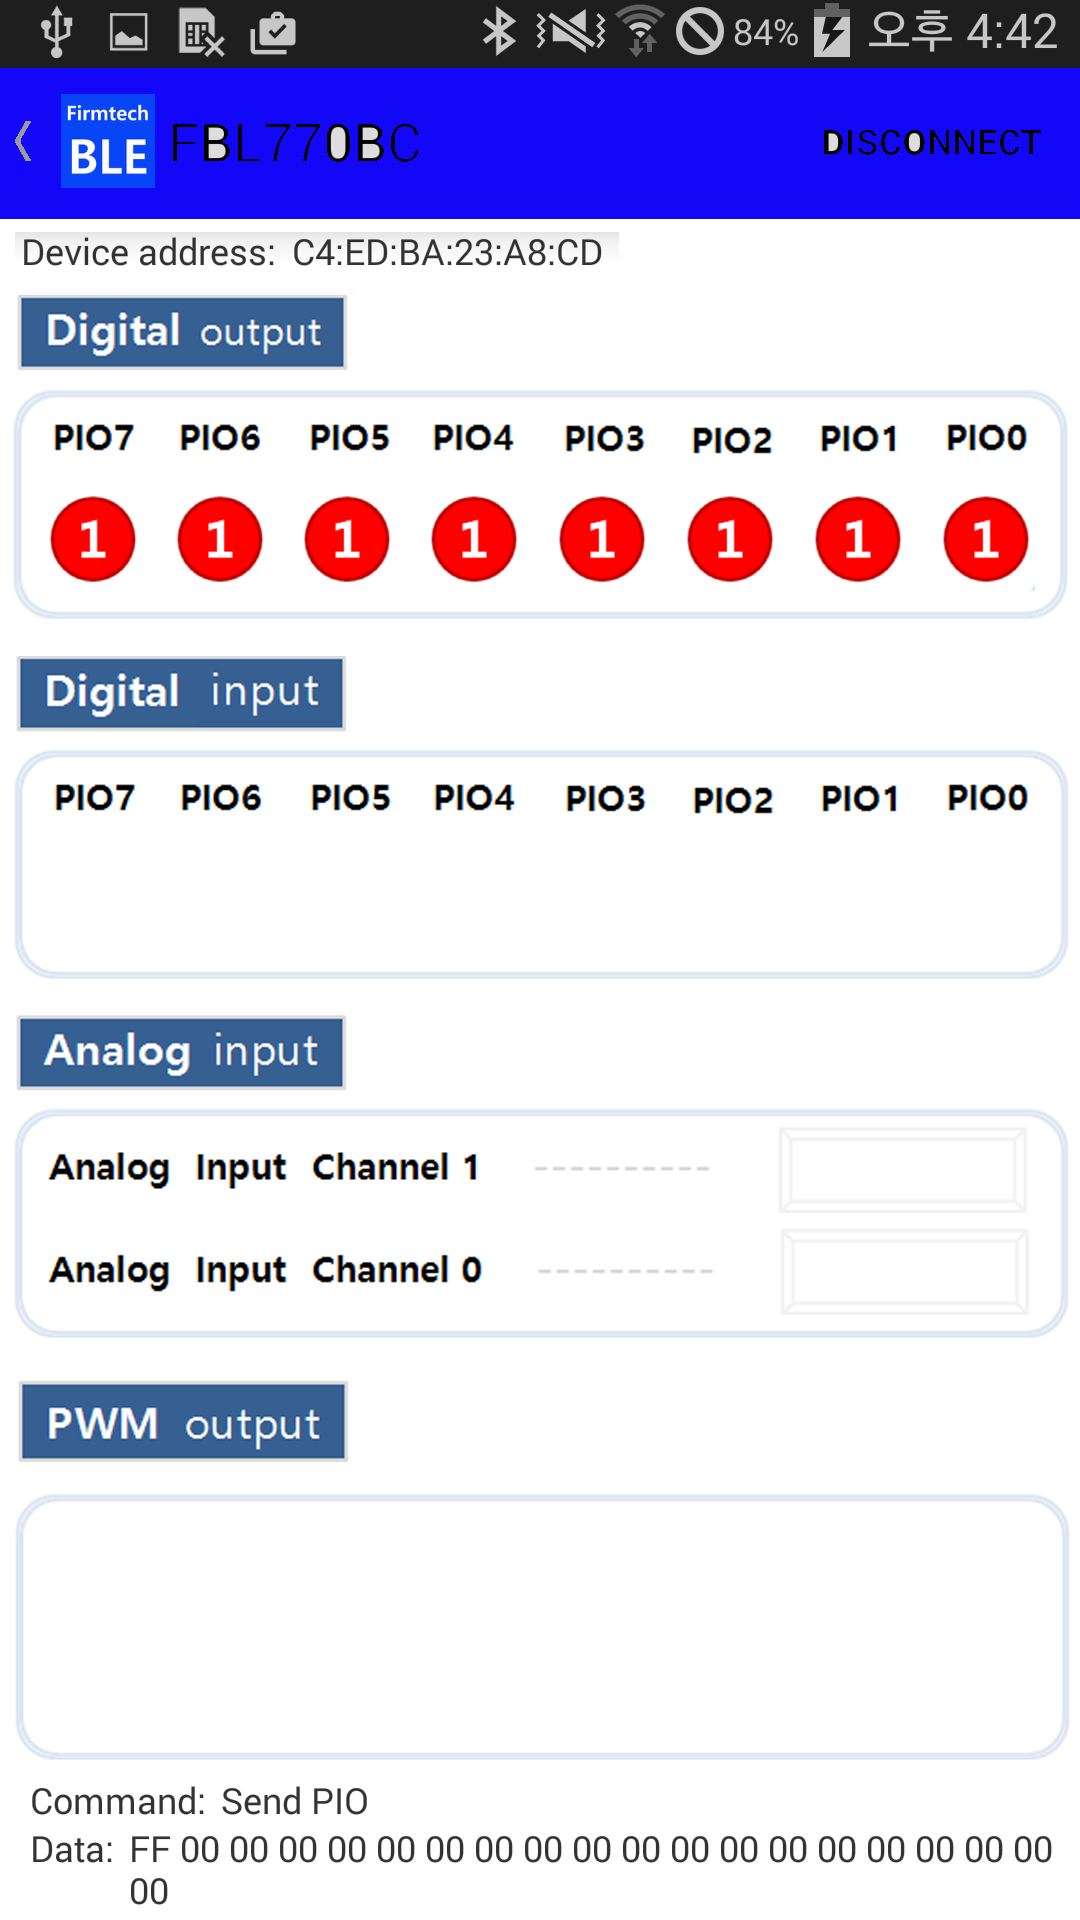 84% 오후 4:42
Firmtech
BLE
FBL770BC
DISCONNECT
Device address: C4:ED:BA:23:A8:CD
Digital output
PIO7 PIO6 PIO5 PIO4 PIO3 PIO2 PIO1 PIO0
1 1 1 1 1 1 1 1
Digital input
PIO7 PIO6 PIO5 PIO4 PIO3 PIO2 PIO1 PIO0
Analog input
Analog Input Channel 1 ----------
Analog Input Channel 0 ----------
PWM output
Command: Send PIO
Data: FF 00 00 00 00 00 00 00 00 00 00 00 00 00 00 00 00 00 00
00